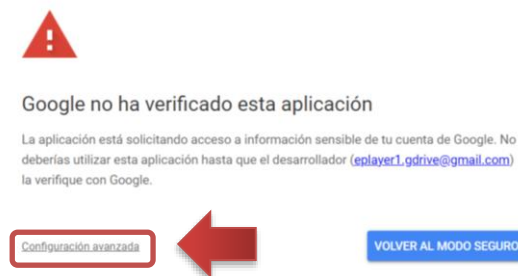 Google no ha verificado esta aplicación
La aplicación está solicitando acceso a información sensible de tu cuenta de Google. No
deberías utilizar esta aplicación hasta que el desarrollador (eplayer1.gdrive@gmail.com)
la verifique con Google.
Configuración avanzada
VOLVER AL MODO SEGURO